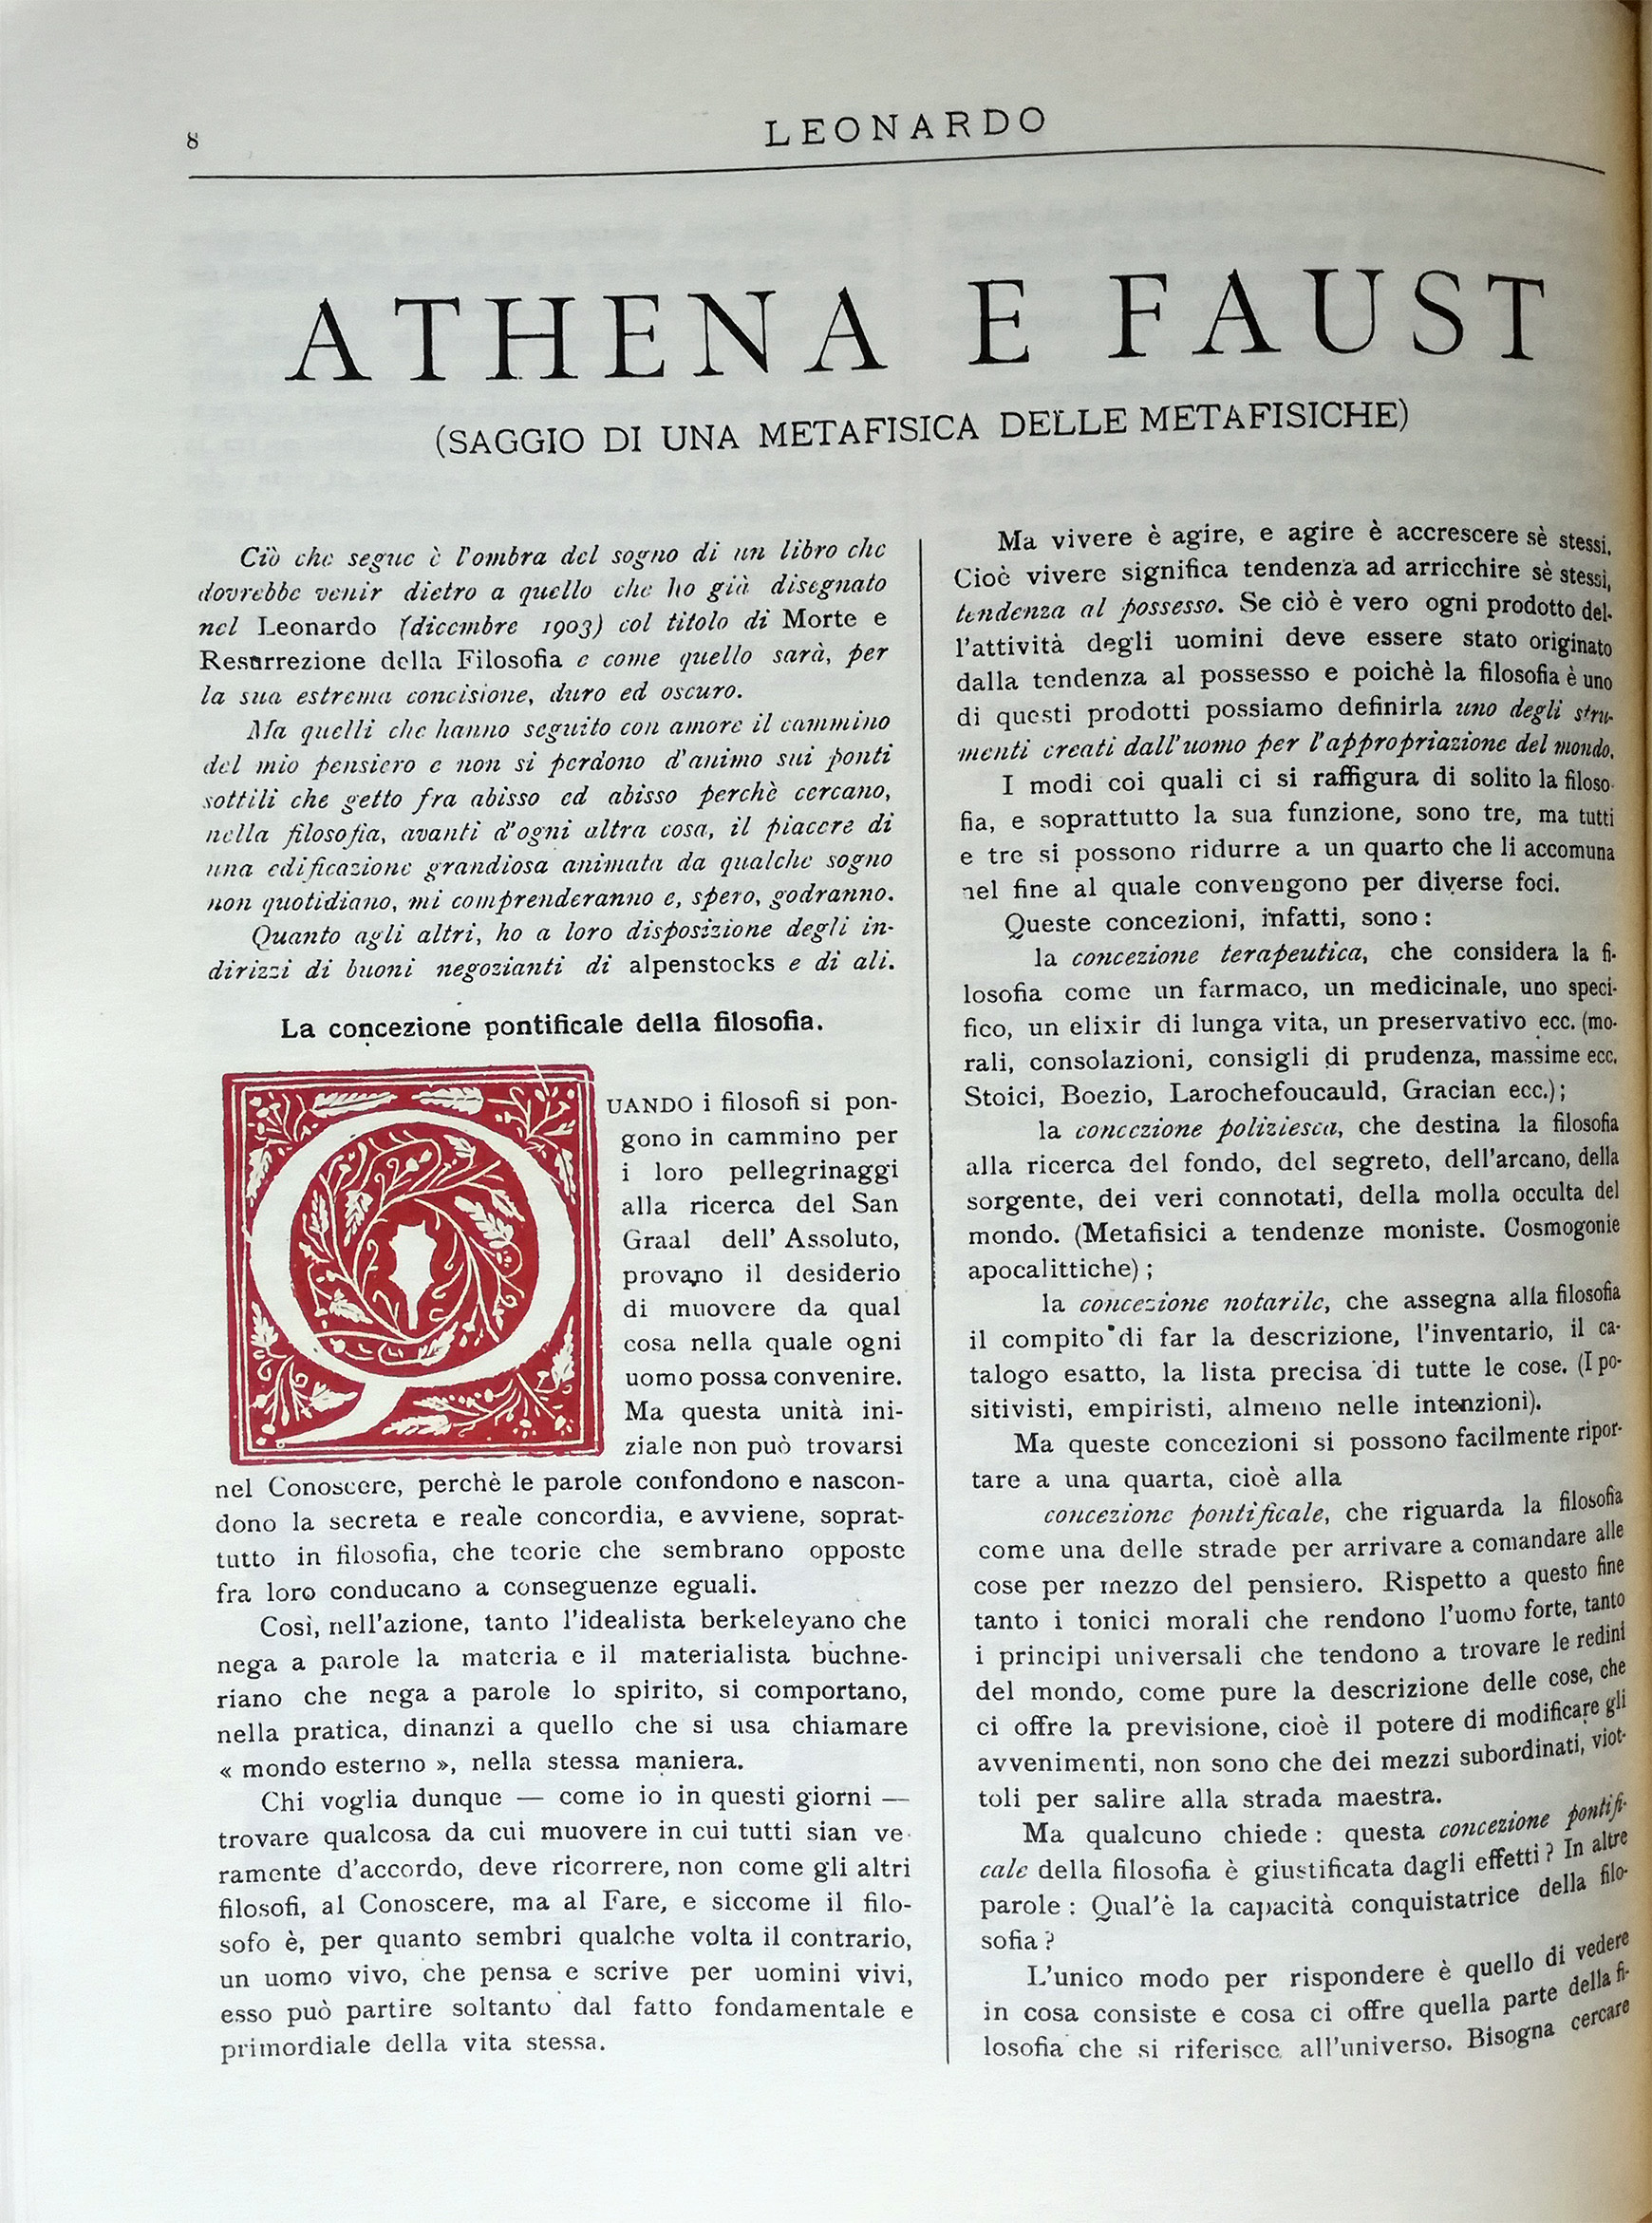 8
LEONARDO
ATHENA E FAUST
(SAGGIO DI UNA METAFISICA DELLE METAFISICHE)
Ciò che segue è l'ombra del sogno di un libro che
dovrebbe venir dietro a quello che ho già disegnato
nel Leonardo (dicembre 1903) col titolo di Morte e
Resurrezione della Filosofia e come quello sarà, per
la sua estrema concisione, duro ed oscuro.
Ma quelli che hanno seguito con amore il cammino
del mio pensiero e non si perdono d'animo sui ponti
sottili che getto fra abisso ed abisso perchè cercano,
nella filosofia, avanti d'ogni altra cosa, il piacere di
una edificazione grandiosa animata da qualche sogno
non quotidiano, mi comprenderanno e, spero, godranno.
Quanto agli altri, ho a loro disposizione degli in-
dirizzi di buoni negozianti di alpenstocks e di ali.
La concezione pontificale della filosofia.
QUANDO i filosofi si pon-
gono in cammino per
i loro pellegrinaggi
alla ricerca del San
Graal dell' Assoluto,
provano il desiderio
di muovere da qual
cosa nella quale ogni
uomo possa convenire.
Ma questa unità ini-
ziale non può trovarsi
nel Conoscere, perchè le parole confondono e nascon-
dono la secreta e reale concordia, e avviene, soprat-
tutto in filosofia, che teorie che sembrano opposte
fra loro conducano a conseguenze eguali.
Così, nell'azione, tanto l'idealista berkeleyano che
nega a parole la materia e il materialista büchne-
riano che nega a parole lo spirito, si comportano,
nella pratica, dinanzi a quello che si usa chiamare
« mondo esterno », nella stessa maniera.
Chi voglia dunque — come io in questi giorni —
trovare qualcosa da cui muovere in cui tutti sian ve-
ramente d'accordo, deve ricorrere, non come gli altri
filosofi, al Conoscere, ma al Fare, e siccome il filo-
sofo è, per quanto sembri qualche volta il contrario,
un uomo vivo, che pensa e scrive per uomini vivi,
esso può partire soltanto dal fatto fondamentale e
primordiale della vita stessa.
Ma vivere è agire, e agire è accrescere sè stessi.
Cioè vivere significa tendenza ad arricchire sè stessi,
tendenza al possesso. Se ciò è vero ogni prodotto del-
l'attività degli uomini deve essere stato originato
dalla tendenza al possesso e poichè la filosofia è uno
di questi prodotti possiamo definirla uno degli stru-
menti creati dall'uomo per l'appropriazione del mondo.
I modi coi quali ci si raffigura di solito la filoso-
fia, e soprattutto la sua funzione, sono tre, ma tutti
e tre si possono ridurre a un quarto che li accomuna
nel fine al quale convengono per diverse foci.
Queste concezioni, infatti, sono :
la concezione terapeutica, che considera la fi-
losofia come un farmaco, un medicinale, uno speci-
fico, un elixir di lunga vita, un preservativo ecc. (mo-
rali, consolazioni, consigli di prudenza, massime ecc.
Stoici, Boezio, Larochefoucauld, Gracian ecc.) ;
la concezione poliziesca, che destina la filosofia
alla ricerca del fondo, del segreto, dell'arcano, della
sorgente, dei veri connotati, della molla occulta del
mondo. (Metafisici a tendenze moniste. Cosmogonie
apocalittiche) ;
la concezione notarile, che assegna alla filosofia
il compito di far la descrizione, l'inventario, il ca-
talogo esatto, la lista precisa di tutte le cose. (I po-
sitivisti, empiristi, almeno nelle intenzioni).
Ma queste concezioni si possono facilmente ripor-
tare a una quarta, cioè alla
concezione pontificale, che riguarda la filosofia
come una delle strade per arrivare a comandare alle
cose per mezzo del pensiero. Rispetto a questo fine
tanto i tonici morali che rendono l'uomo forte, tanto
i principi universali che tendono a trovare le redini
del mondo, come pure la descrizione delle cose, che
ci offre la previsione, cioè il potere di modificare gli
avvenimenti, non sono che dei mezzi subordinati, viot-
toli per salire alla strada maestra.
Ma qualcuno chiede : questa concezione pontifi-
cale della filosofia è giustificata dagli effetti ? In altre
parole : Qual'è la capacità conquistatrice della filo-
sofia ?
L'unico modo per rispondere è quello di vedere
in cosa consiste e cosa ci offre quella parte della fi-
losofia che si riferisce all'universo. Bisogna cercare